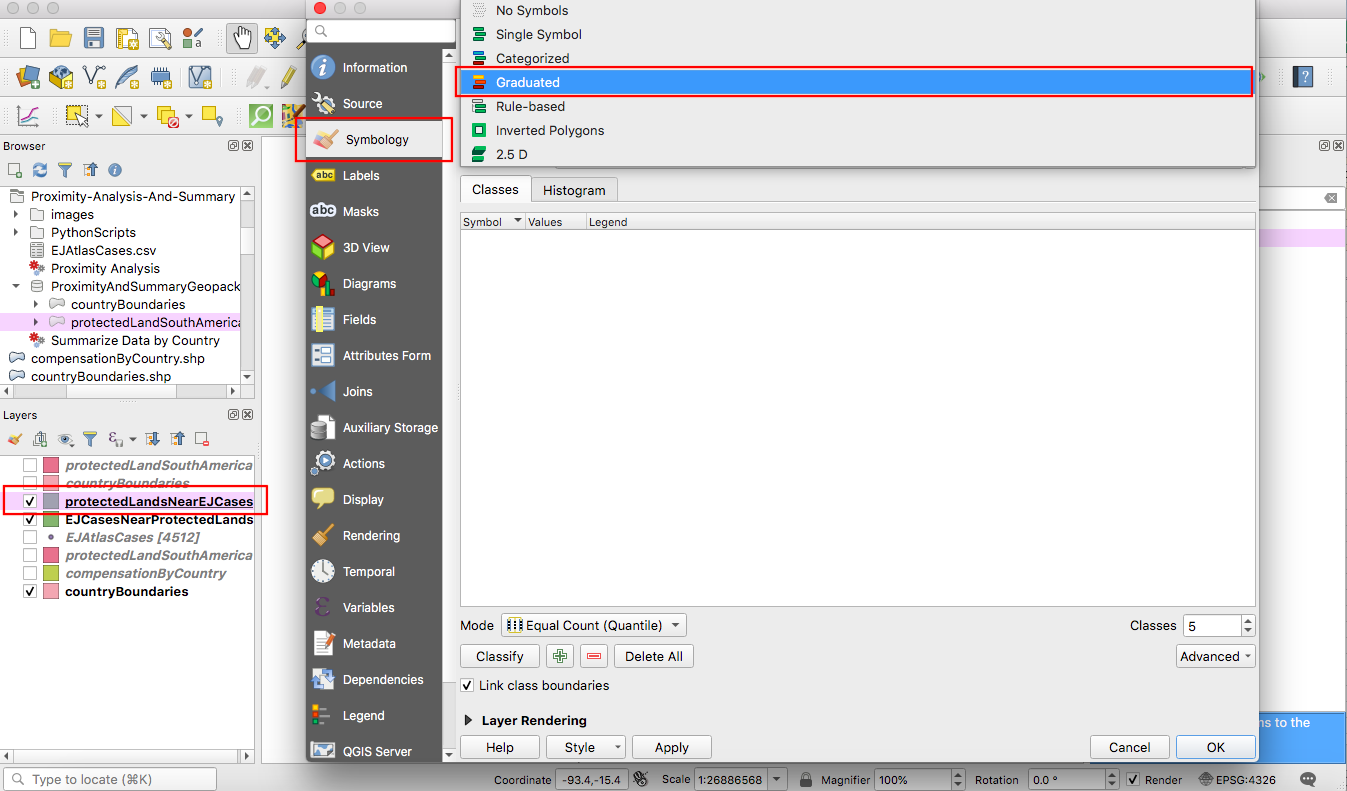 Browser
Proximity-Analysis-And-Summary
images
PythonScripts
EJAtlasCases.csv
Proximity Analysis
ProximityAndSummaryGeopack
countryBoundaries
protectedLandSouthAmerica
Summarize Data by Country
compensationByCountry.shp
countryBoundaries.shp
Layers
protectedLandSouthAmerica
countryBoundaries
protectedLandsNearEJCases
EJCasesNearProtectedLands
EJAtlasCases [4512]
protectedLandSouthAmerica
compensationByCountry
countryBoundaries
Information
Source
Symbology
abc Labels
abc Masks
3D View
Diagrams
Fields
Attributes Form
Joins
Auxiliary Storage
Actions
Display
Rendering
Temporal
Variables
Metadata
Dependencies
Legend
QGIS Server
No Symbols
Single Symbol
Categorized
Graduated
Rule-based
Inverted Polygons
2.5 D
Classes Histogram
Symbol Values Legend
Mode Equal Count (Quantile) Classes 5
Classify Delete All Advanced
Link class boundaries
Layer Rendering
Help Style Apply Cancel OK
ns to the
Type to locate (⌘K) Coordinate -93.4,-15.4 Scale 1:26886568 Magnifier 100% Rotation 0.0 ° Render EPSG:4326